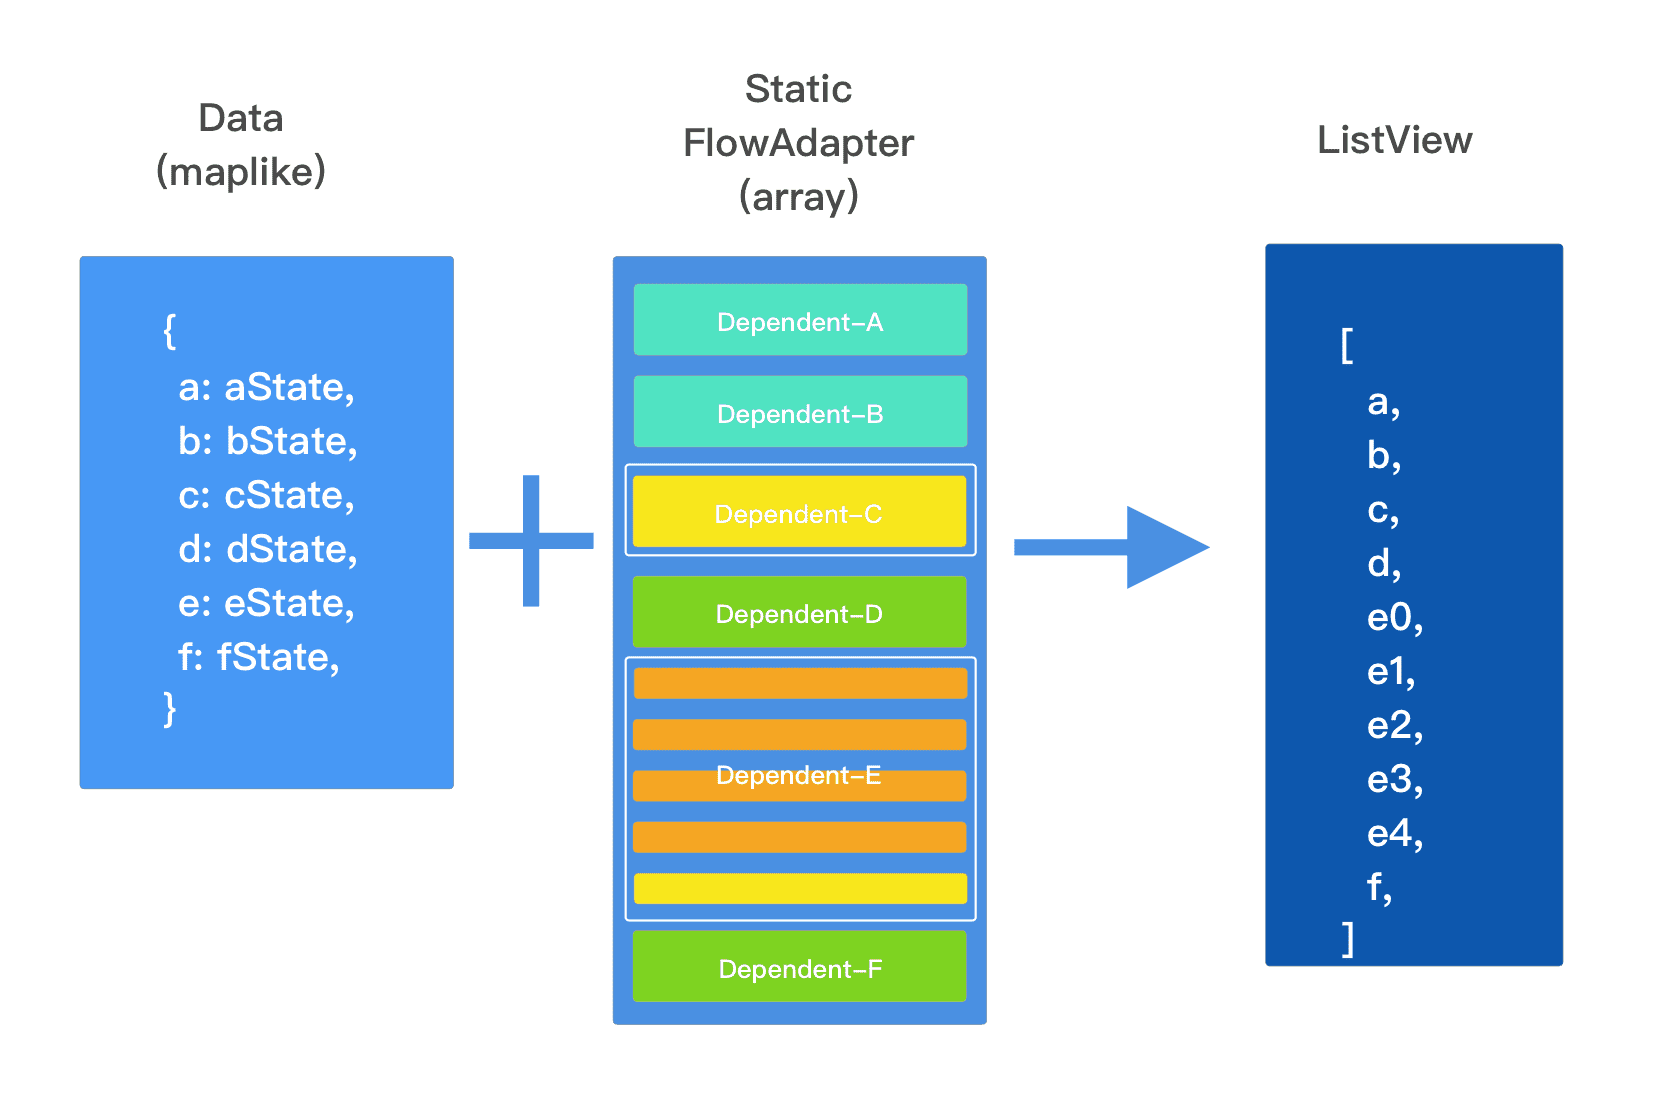 Data
(maplike)
{
a: aState,
b: bState,
c: cState,
d: dState,
e: eState,
f: fState,
}
Static
FlowAdapter
(array)
Dependent–A
Dependent–B
Dependent–C
Dependent–D
Dependent–E
Dependent–F
ListView
[
a,
b,
c,
d,
e0,
e1,
e2,
e3,
e4,
f,
]